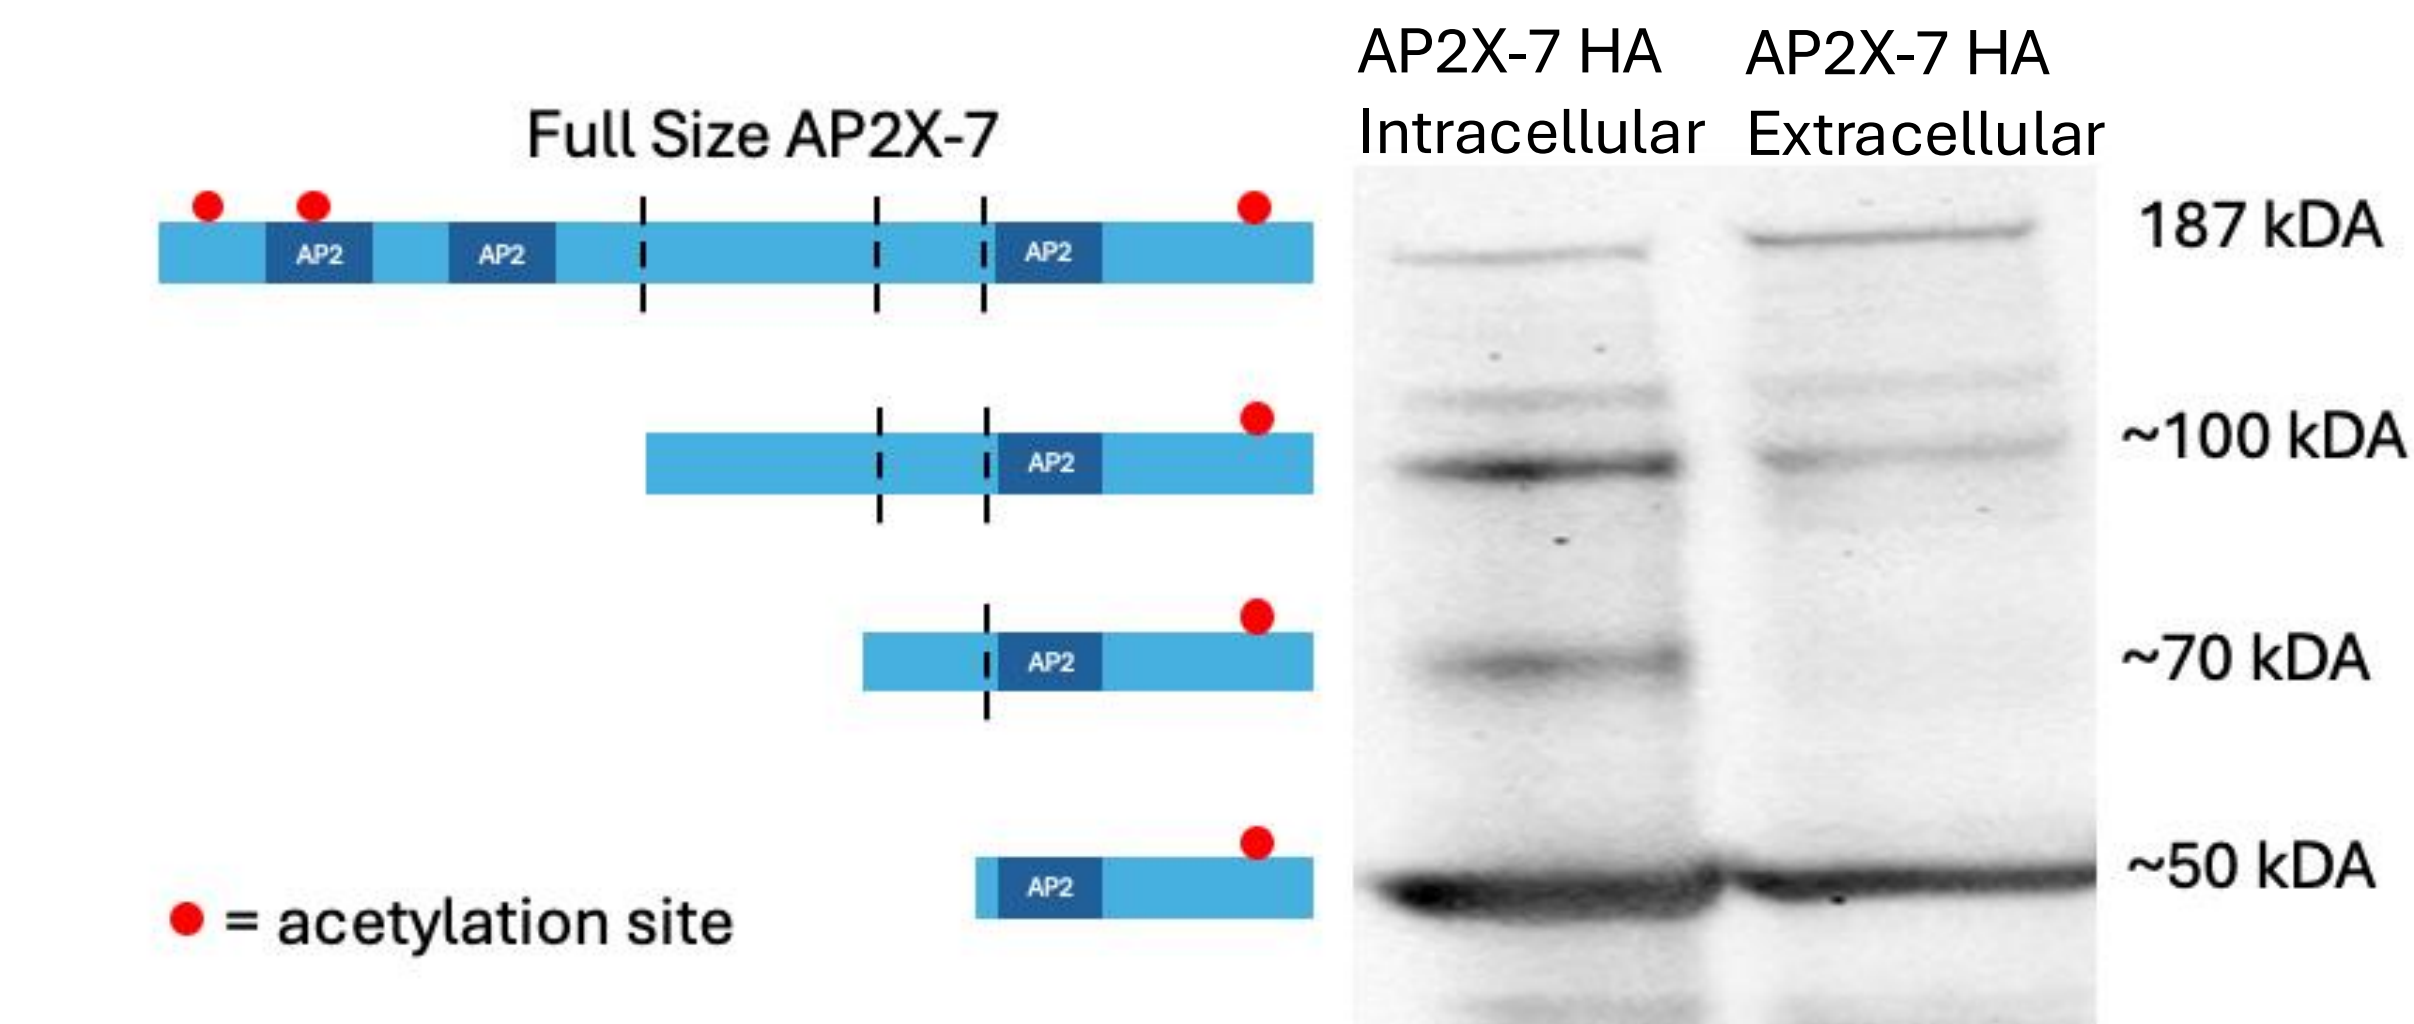 Full Size AP2X-7
AP2 AP2 AP2
AP2
AP2
AP2
= acetylation site
AP2X-7 HA
Intracellular
AP2X-7 HA
Extracellular
187 kDA
~100 kDA
~70 kDA
~50 kDA